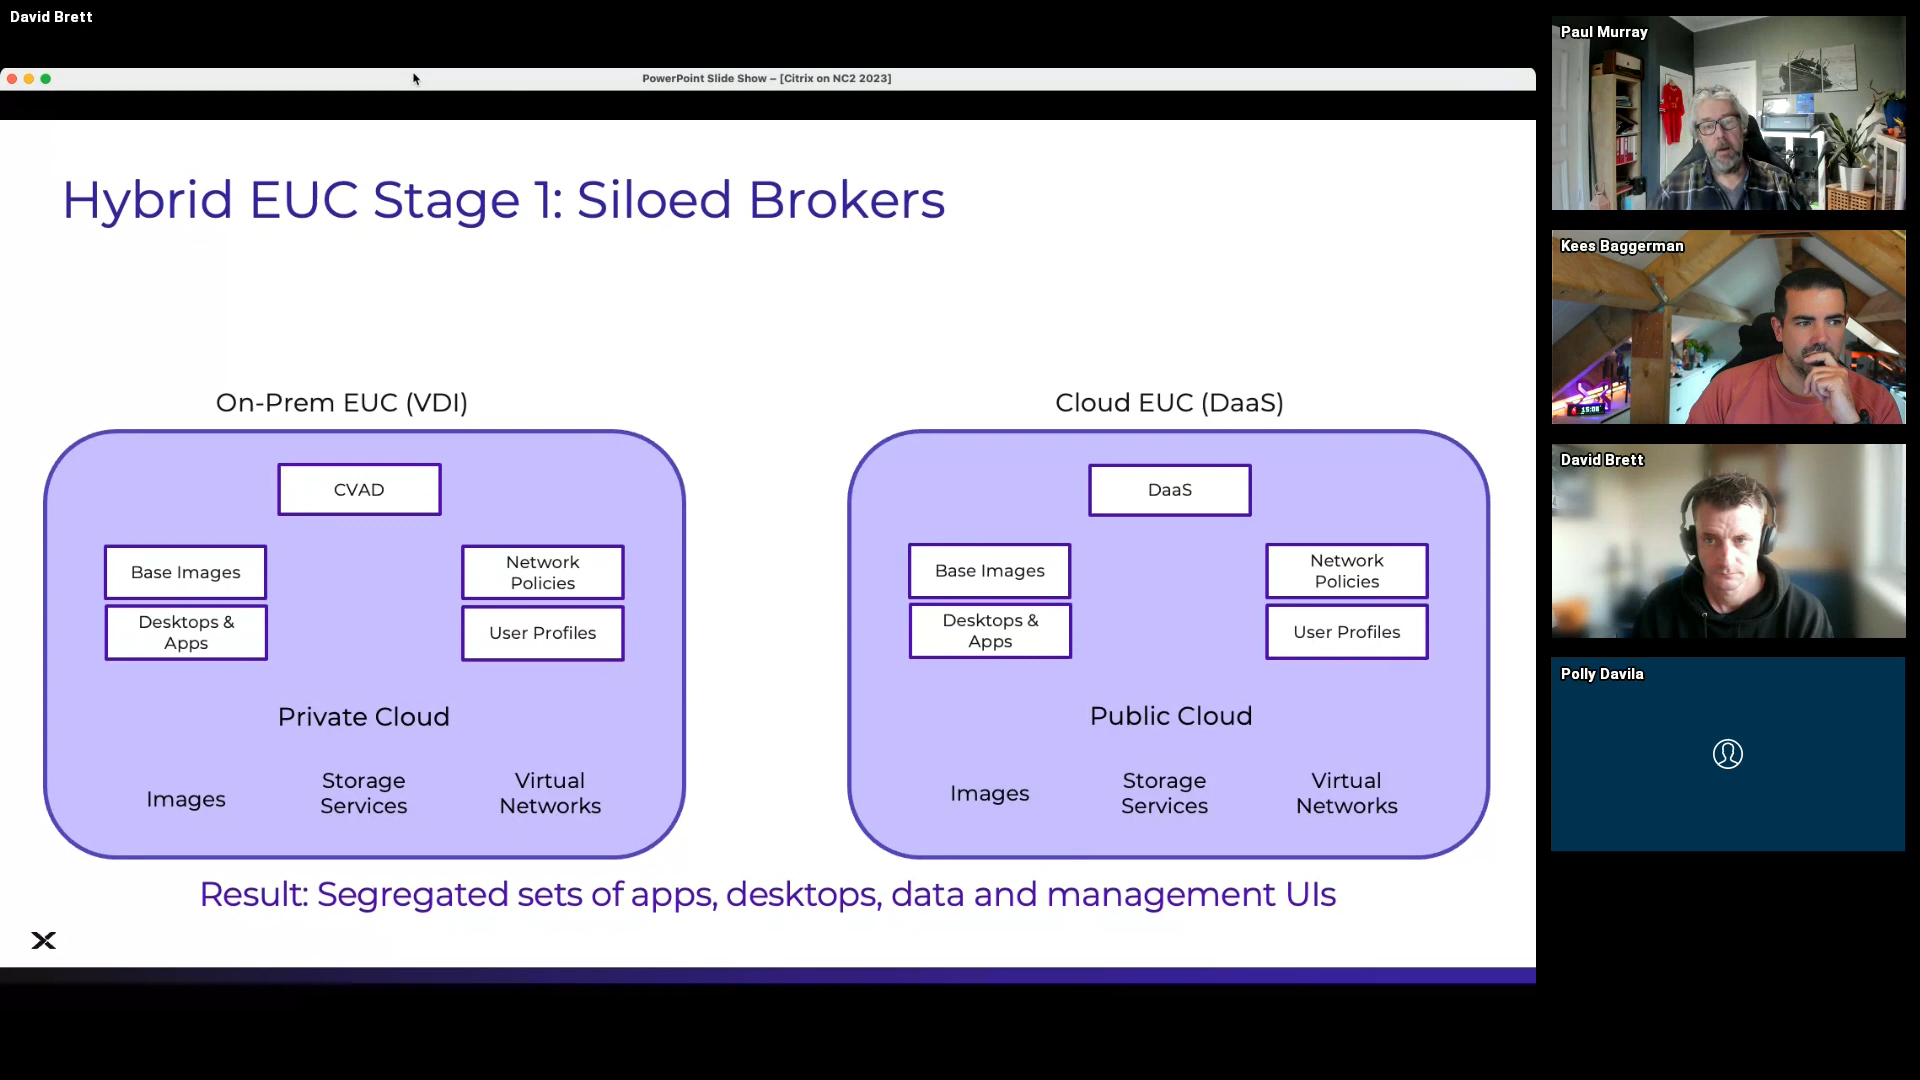 David Brett
PowerPoint Slide Show – [Citrix on NC2 2023]
Hybrid EUC Stage 1: Siloed Brokers
On-Prem EUC (VDI)
CVAD
Base Images
Network
Policies
Desktops &
Apps
User Profiles
Private Cloud
Images
Storage
Services
Virtual
Networks
Cloud EUC (DaaS)
DaaS
Base Images
Network
Policies
Desktops &
Apps
User Profiles
Public Cloud
Images
Storage
Services
Virtual
Networks
Result: Segregated sets of apps, desktops, data and management UIs
Paul Murray
Kees Baggerman
David Brett
Polly Davila